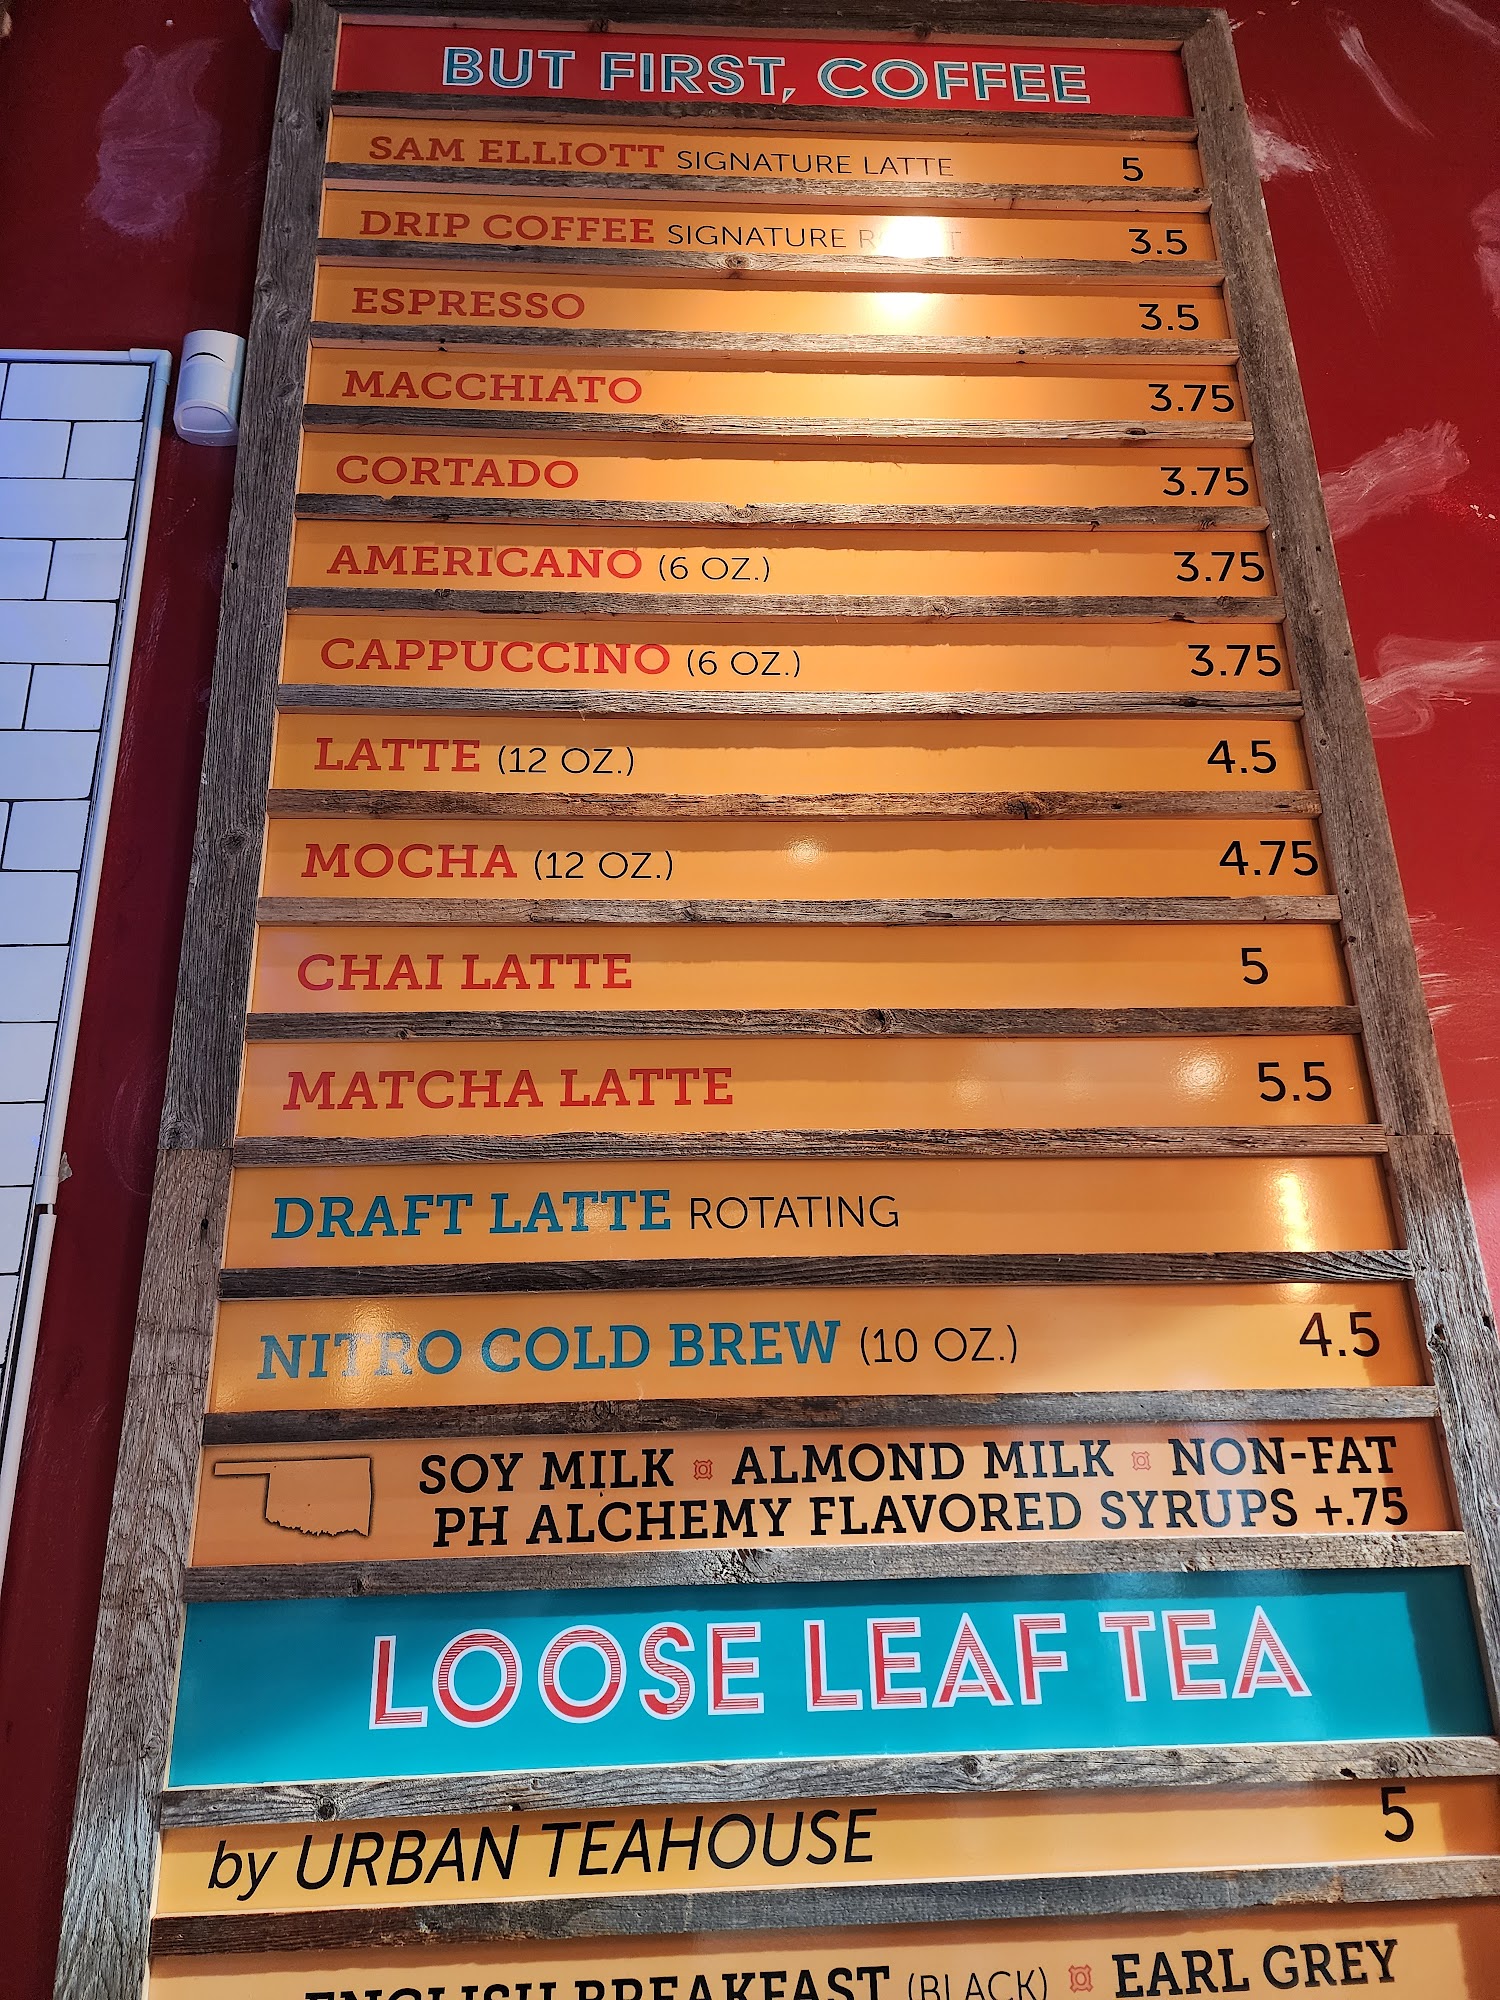 BUT FIRST, COFFEE
SAM ELLIOTT SIGNATURE LATTE 5
DRIP COFFEE SIGNATURE 3.5
ESPRESSO 3.5
MACCHIATO 3.75
CORTADO 3.75
AMERICANO (6 OZ.) 3.75
CAPPUCCINO (6 OZ.) 3.75
LATTE (12 OZ.) 4.5
MOCHA (12 OZ.) 4.75
CHAI LATTE 5
MATCHA LATTE 5.5
DRAFT LATTE ROTATING
NITRO COLD BREW (10 OZ.) 4.5
SOY MILK ALMOND MILK NON-FAT
PH ALCHEMY FLAVORED SYRUPS +.75
LOOSE LEAF TEA
by URBAN TEAHOUSE 5
ENGLISH BREAKFAST (BLACK) EARL GREY